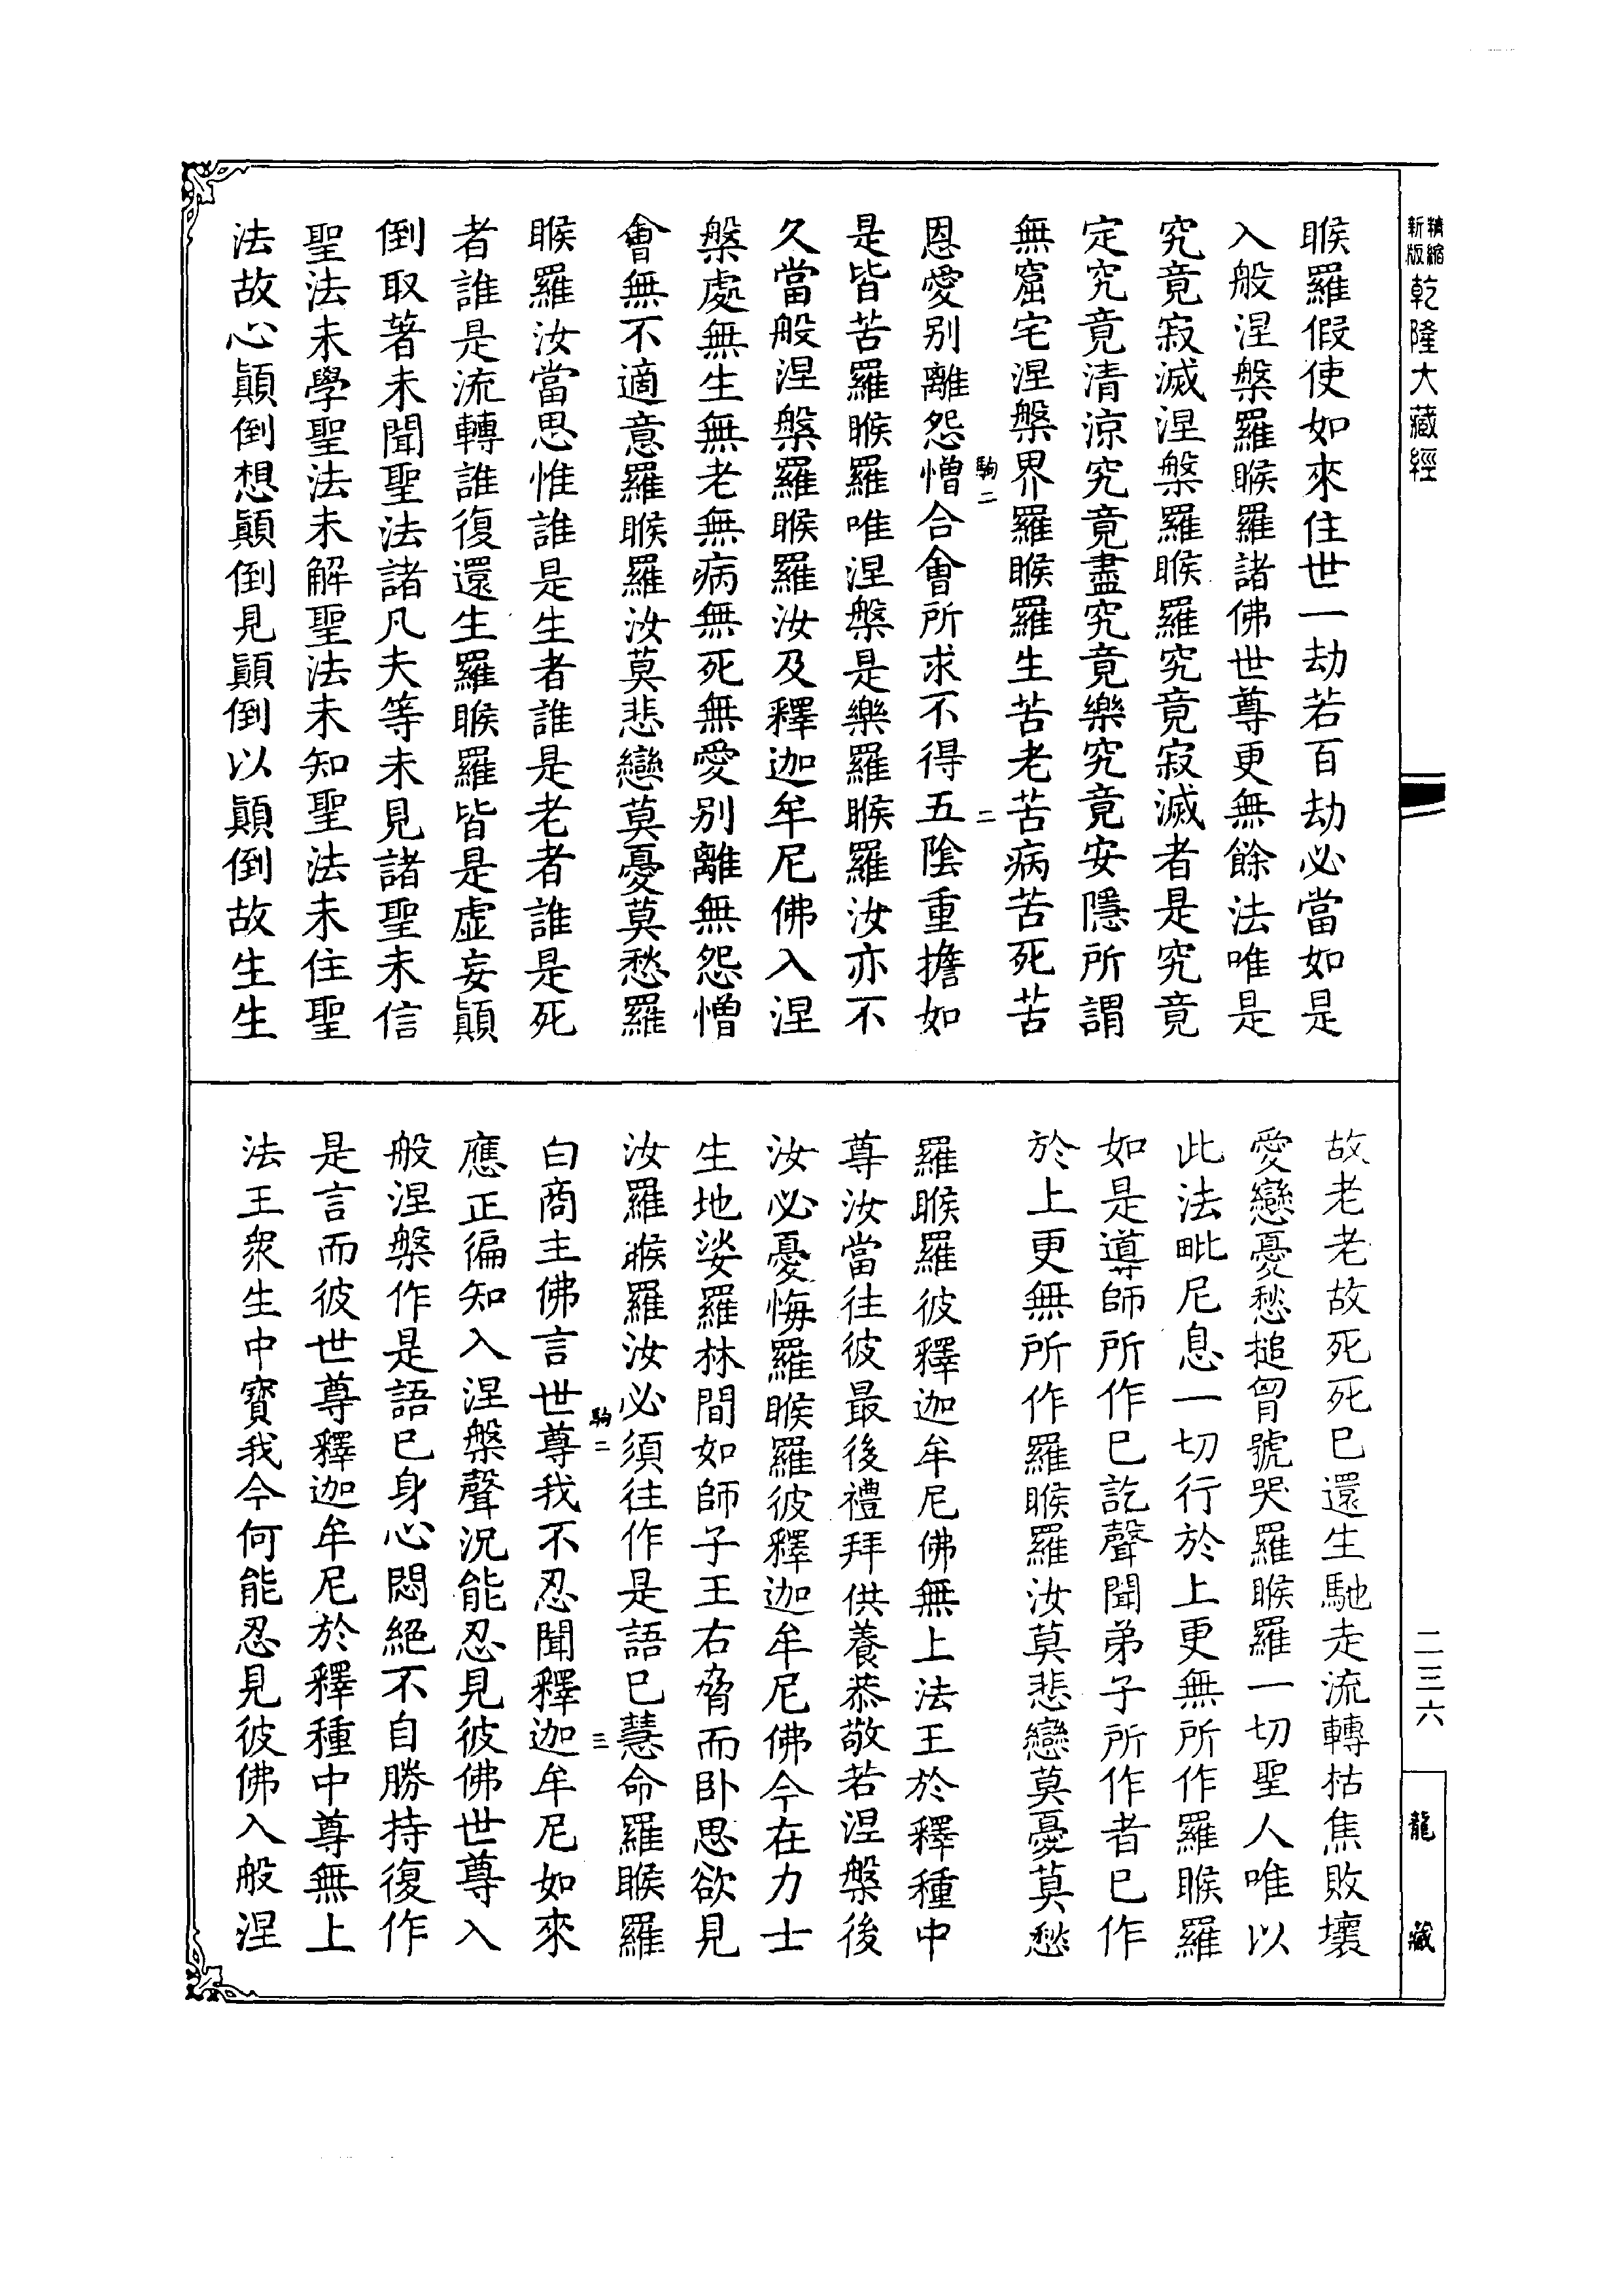 新版精縮乾隆大藏經
二三六
龍藏
睺羅假使如來住世一劫若百劫必當如是
入般涅槃羅睺羅諸佛世尊更無餘法唯是
究竟寂滅涅槃羅睺羅究竟寂滅者是究竟
定究竟清涼究竟盡究竟樂究竟安隱所謂
無窟宅涅槃界羅睺羅生苦老苦病苦死苦
駒二
二
恩愛別離怨憎合會所求不得五陰重擔如
是皆苦羅睺羅唯涅槃是樂羅睺羅汝亦不
久當般涅槃羅睺羅汝及釋迦牟尼佛入涅
槃處無生無老無病無死無愛別離無怨憎
會無不適意羅睺羅汝莫悲戀莫憂莫愁羅
睺羅汝當思惟誰是生者誰是老者誰是死
者誰是流轉誰復還生羅睺羅皆是虛妄顛
倒取著未聞聖法諸凡夫等未見諸聖未信
聖法未學聖法未解聖法未知聖法未住聖
法故心顛倒想顛倒見顛倒以顛倒故生生
故老老故死死已還生馳走流轉枯焦敗壞
愛戀憂愁搥胷號哭羅睺羅一切聖人唯以
此法毗尼息一切行於上更無所作羅睺羅
如是導師所作已訖聲聞弟子所作者已作
於上更無所作羅睺羅汝莫悲戀莫憂莫愁
羅睺羅彼釋迦牟尼佛無上法王於釋種中
尊汝當往彼最後禮拜供養恭敬若涅槃後
汝必憂悔羅睺羅彼釋迦牟尼佛今在力士
生地娑羅林間如師子王右脅而臥思欲見
汝羅睺羅汝必須往作是語已慧命羅睺羅
駒二
三
白商主佛言世尊我不忍聞釋迦牟尼如來
應正徧知入涅槃聲況能忍見彼佛世尊入
般涅槃作是語已身心悶絕不自勝持復作
是言而彼世尊釋迦牟尼於釋種中尊無上
法王衆生中寶我今何能忍見彼佛入般涅